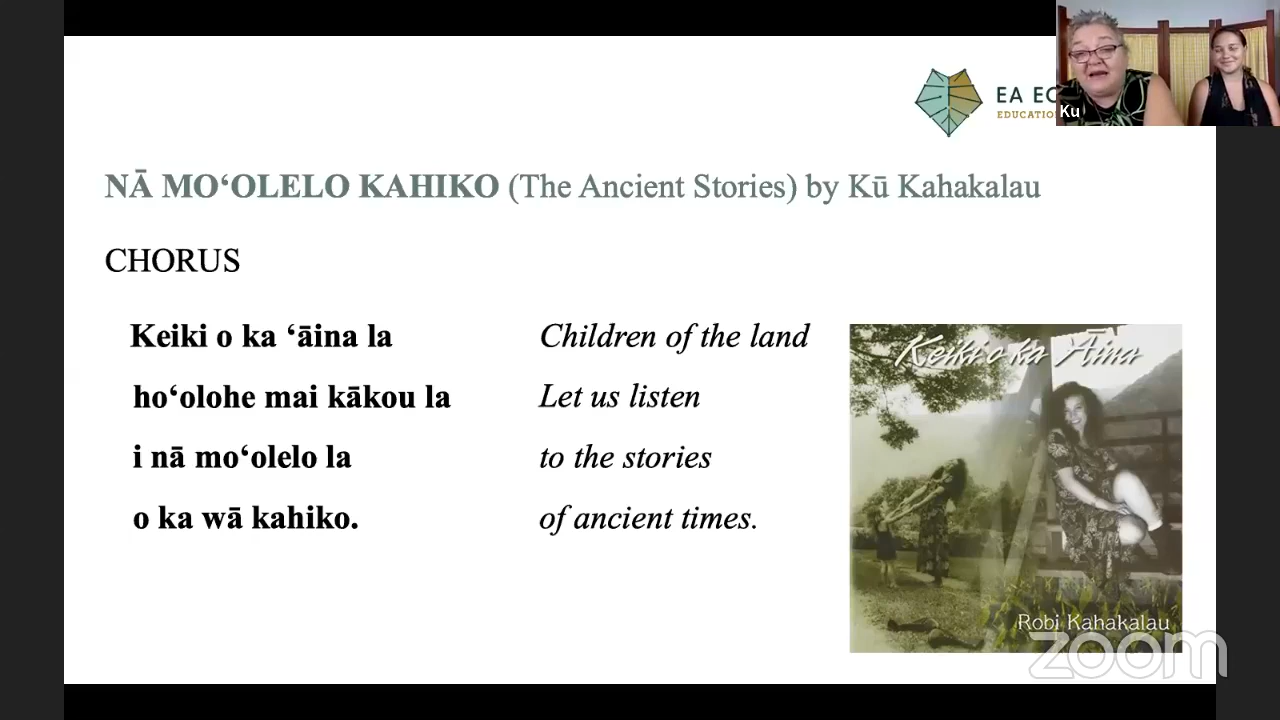 EA EC
EDUCATIO
Ku
NĀ MOʻOLELO KAHIKO (The Ancient Stories) by Kū Kahakalau
CHORUS
Keiki o ka ʻāina la Children of the land
hoʻolohe mai kākou la Let us listen
i nā moʻolelo la to the stories
o ka wā kahiko. of ancient times.
Keiki o ka Āina
Robi Kahakalau
zoom